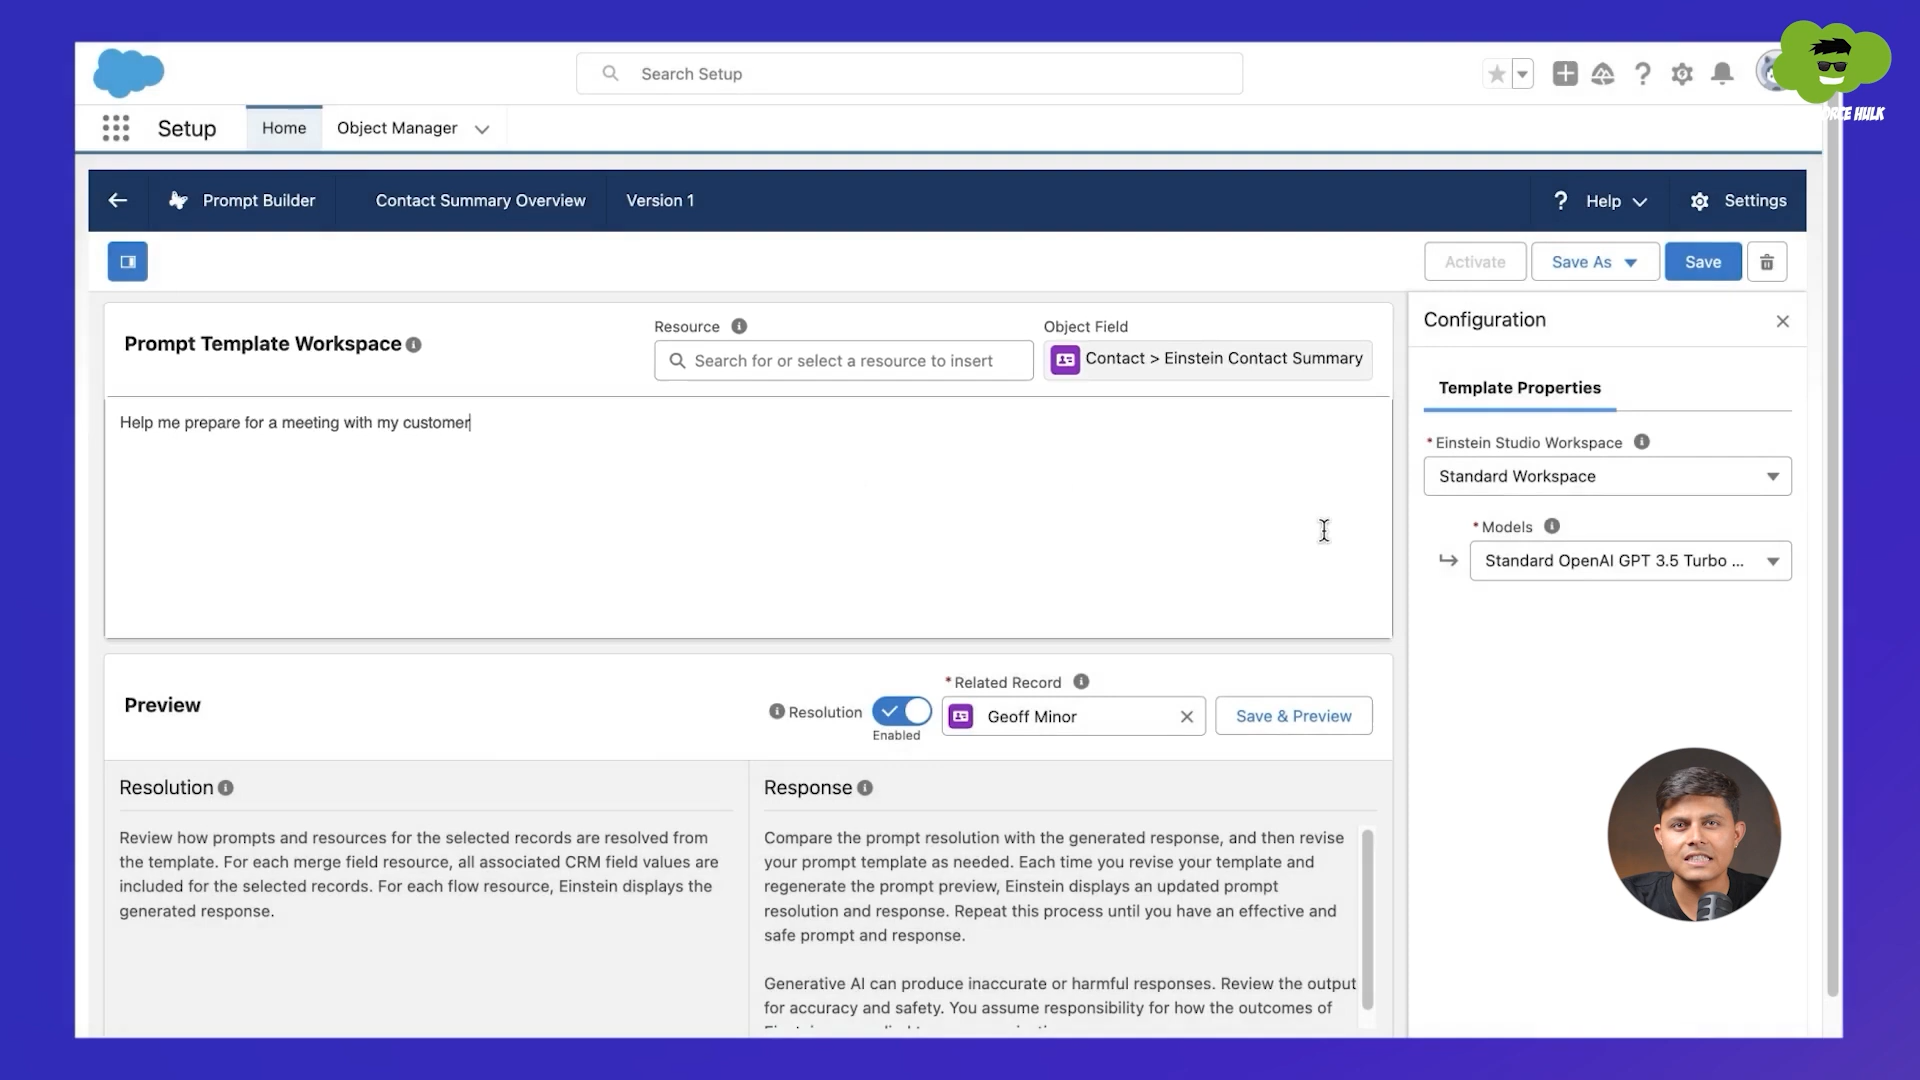 Search Setup
ORCE HULK
Setup
Home
Object Manager
Prompt Builder
Contact Summary Overview
Version 1
? Help
Settings
Activate
Save As
Save
Prompt Template Workspace
Resource
Search for or select a resource to insert
Object Field
Contact > Einstein Contact Summary
Help me prepare for a meeting with my customer
Configuration
Template Properties
* Einstein Studio Workspace
Standard Workspace
* Models
Standard OpenAI GPT 3.5 Turbo ...
Preview
Resolution
Enabled
* Related Record
Geoff Minor
Save & Preview
Resolution
Review how prompts and resources for the selected records are resolved from
the template. For each merge field resource, all associated CRM field values are
included for the selected records. For each flow resource, Einstein displays the
generated response.
Response
Compare the prompt resolution with the generated response, and then revise
your prompt template as needed. Each time you revise your template and
regenerate the prompt preview, Einstein displays an updated prompt
resolution and response. Repeat this process until you have an effective and
safe prompt and response.
Generative AI can produce inaccurate or harmful responses. Review the output
for accuracy and safety. You assume responsibility for how the outcomes of